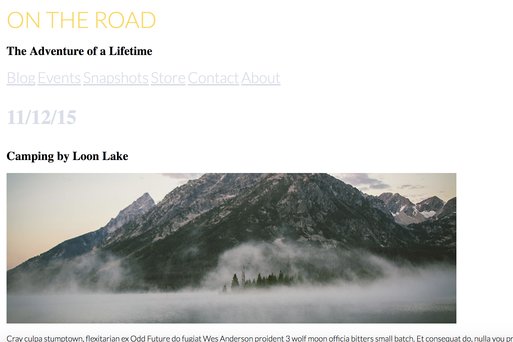 ON THE ROAD
The Adventure of a Lifetime
Blog Events Snapshots Store Contact About
11/12/15
Camping by Loon Lake
Cray culpa stumptown, flexitarian ex Odd Future do fugiat Wes Anderson proident 3 wolf moon officia bitters small batch. Et consequat do, nulla you